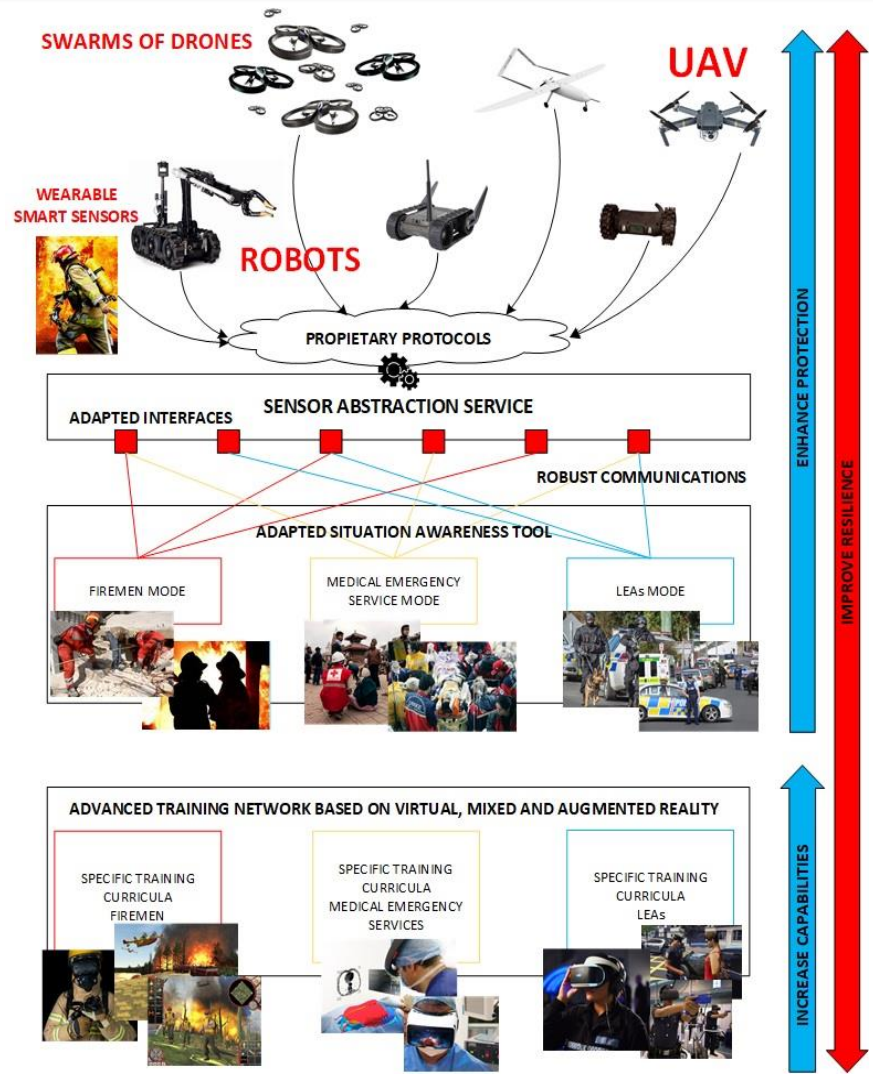 SWARMS OF DRONES
UAV
WEARABLE
SMART SENSORS
ROBOTS
PROPIETARY PROTOCOLS
SENSOR ABSTRACTION SERVICE
ADAPTED INTERFACES
ROBUST COMMUNICATIONS
ADAPTED SITUATION AWARENESS TOOL
FIREMEN MODE
MEDICAL EMERGENCY
SERVICE MODE
LEAs MODE
ADVANCED TRAINING NETWORK BASED ON VIRTUAL, MIXED AND AUGMENTED REALITY
SPECIFIC TRAINING
CURRICULA
FIREMEN
SPECIFIC TRAINING
CURRICULA
MEDICAL EMERGENCY
SERVICES
SPECIFIC TRAINING
CURRICULA
LEAs
ENHANCE PROTECTION
IMPROVE RESILIENCE
INCREASE CAPABILITIES